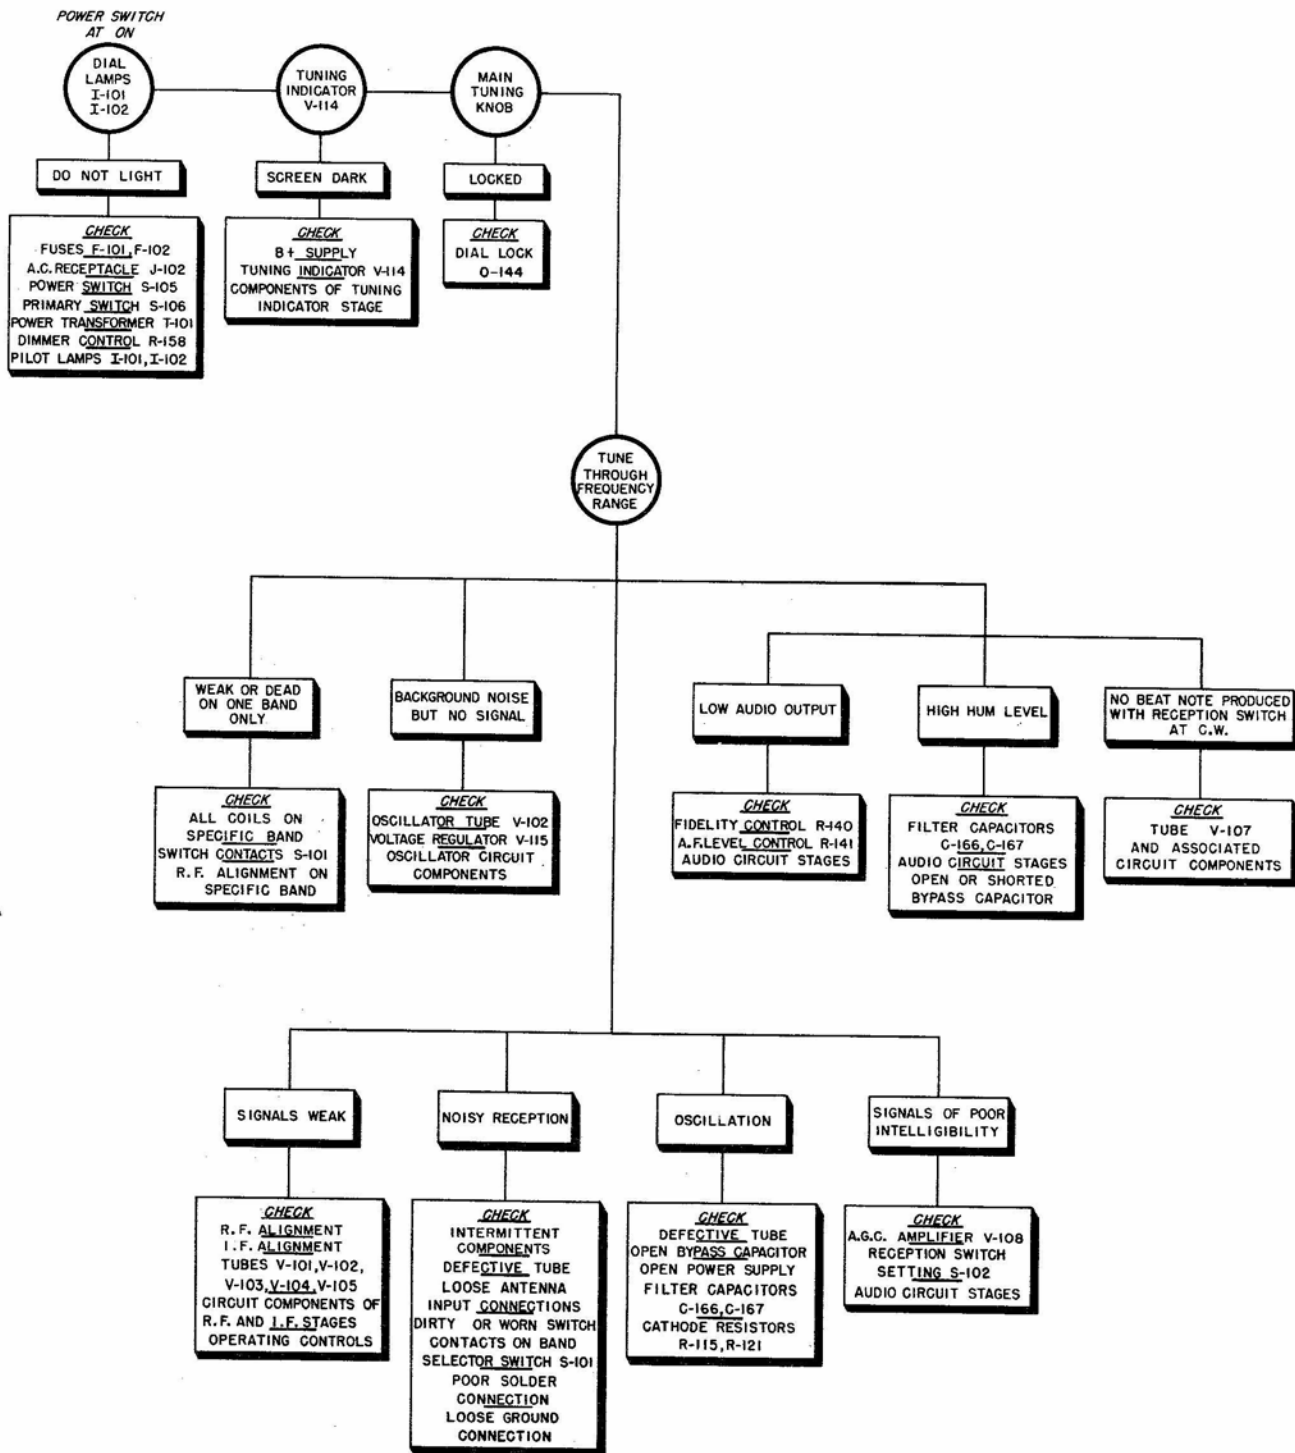 POWER SWITCH
AT ON
DIAL
LAMPS
I-101
I-102
TUNING
INDICATOR
V-114
MAIN
TUNING
KNOB
DO NOT LIGHT
SCREEN DARK
LOCKED
CHECK
FUSES F-101, F-102
A.C. RECEPTACLE J-102
POWER SWITCH S-105
PRIMARY SWITCH S-106
POWER TRANSFORMER T-101
DIMMER CONTROL R-158
PILOT LAMPS I-101, I-102
CHECK
B+ SUPPLY
TUNING INDICATOR V-114
COMPONENTS OF TUNING
INDICATOR STAGE
CHECK
DIAL LOCK
O-144
TUNE
THROUGH
FREQUENCY
RANGE
WEAK OR DEAD
ON ONE BAND
ONLY
BACKGROUND NOISE
BUT NO SIGNAL
LOW AUDIO OUTPUT
HIGH HUM LEVEL
NO BEAT NOTE PRODUCED
WITH RECEPTION SWITCH
AT C.W.
CHECK
ALL COILS ON
SPECIFIC BAND
SWITCH CONTACTS S-101
R.F. ALIGNMENT ON
SPECIFIC BAND
CHECK
OSCILLATOR TUBE V-102
VOLTAGE REGULATOR V-115
OSCILLATOR CIRCUIT
COMPONENTS
CHECK
FIDELITY CONTROL R-140
A.F. LEVEL CONTROL R-141
AUDIO CIRCUIT STAGES
CHECK
FILTER CAPACITORS
C-166, C-167
AUDIO CIRCUIT STAGES
OPEN OR SHORTED
BYPASS CAPACITOR
CHECK
TUBE V-107
AND ASSOCIATED
CIRCUIT COMPONENTS
SIGNALS WEAK
NOISY RECEPTION
OSCILLATION
SIGNALS OF POOR
INTELLIGIBILITY
CHECK
R.F. ALIGNMENT
I.F. ALIGNMENT
TUBES V-101, V-102,
V-103, V-104, V-105
CIRCUIT COMPONENTS OF
R.F. AND I.F. STAGES
OPERATING CONTROLS
CHECK
INTERMITTENT
COMPONENTS
DEFECTIVE TUBE
LOOSE ANTENNA
INPUT CONNECTIONS
DIRTY OR WORN SWITCH
CONTACTS ON BAND
SELECTOR SWITCH S-101
POOR SOLDER
CONNECTION
LOOSE GROUND
CONNECTION
CHECK
DEFECTIVE TUBE
OPEN BYPASS CAPACITOR
OPEN POWER SUPPLY
FILTER CAPACITORS
C-166, C-167
CATHODE RESISTORS
R-115, R-121
CHECK
A.G.C. AMPLIFIER V-108
RECEPTION SWITCH
SETTING S-102
AUDIO CIRCUIT STAGES